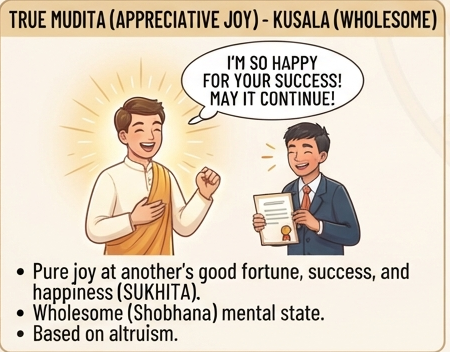 TRUE MUDITA (APPRECIATIVE JOY) - KUSALA (WHOLESOME)
I'M SO HAPPY
FOR YOUR SUCCESS!
MAY IT CONTINUE!
• Pure joy at another's good fortune, success, and
happiness (SUKHITA).
• Wholesome (Shobhana) mental state.
• Based on altruism.